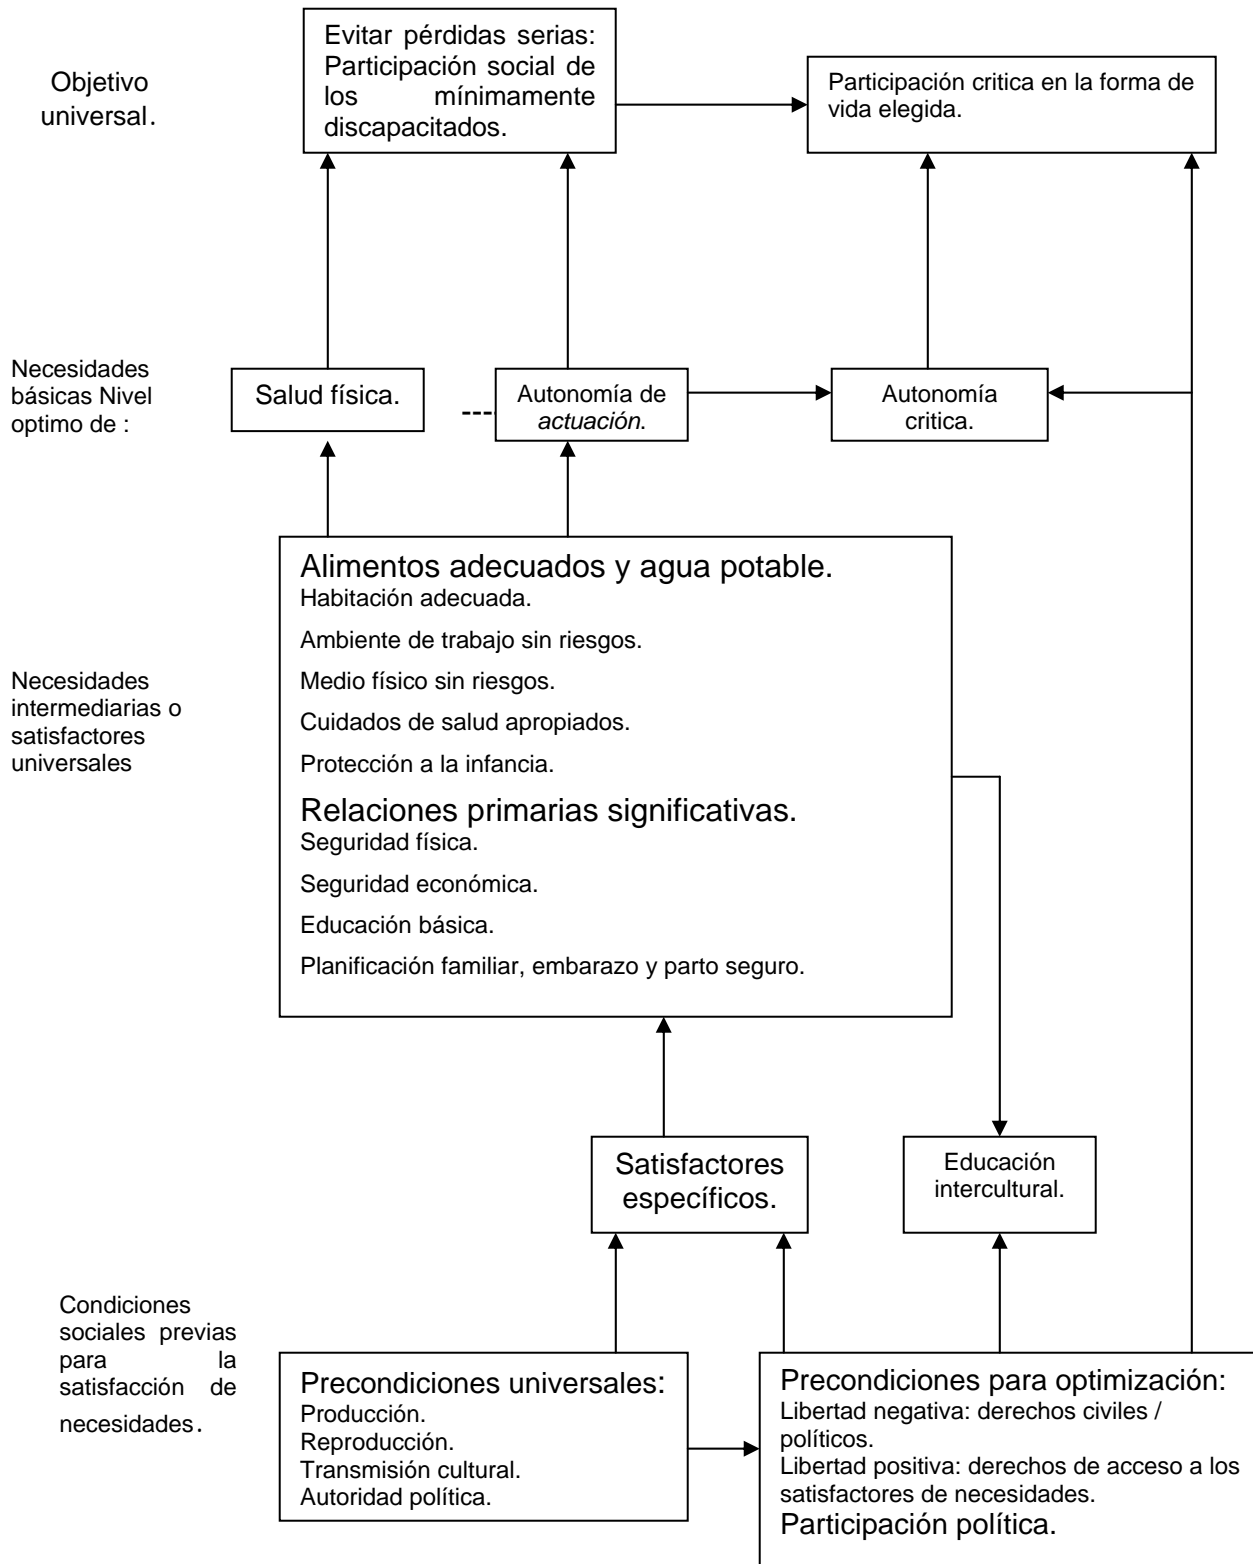 Objetivo
universal.
Evitar pérdidas serias:
Participación social de
los mínimamente
discapacitados.
Participación critica en la forma de
vida elegida.
Necesidades
básicas Nivel
optimo de :
Salud física.
Autonomía de
actuación.
Autonomía
critica.
Necesidades
intermediarias o
satisfactores
universales
Alimentos adecuados y agua potable.
Habitación adecuada.
Ambiente de trabajo sin riesgos.
Medio físico sin riesgos.
Cuidados de salud apropiados.
Protección a la infancia.
Relaciones primarias significativas.
Seguridad física.
Seguridad económica.
Educación básica.
Planificación familiar, embarazo y parto seguro.
Satisfactores
específicos.
Educación
intercultural.
Condiciones
sociales previas
para la
satisfacción de
necesidades.
Precondiciones universales:
Producción.
Reproducción.
Transmisión cultural.
Autoridad política.
Precondiciones para optimización:
Libertad negativa: derechos civiles /
políticos.
Libertad positiva: derechos de acceso a los
satisfactores de necesidades.
Participación política.